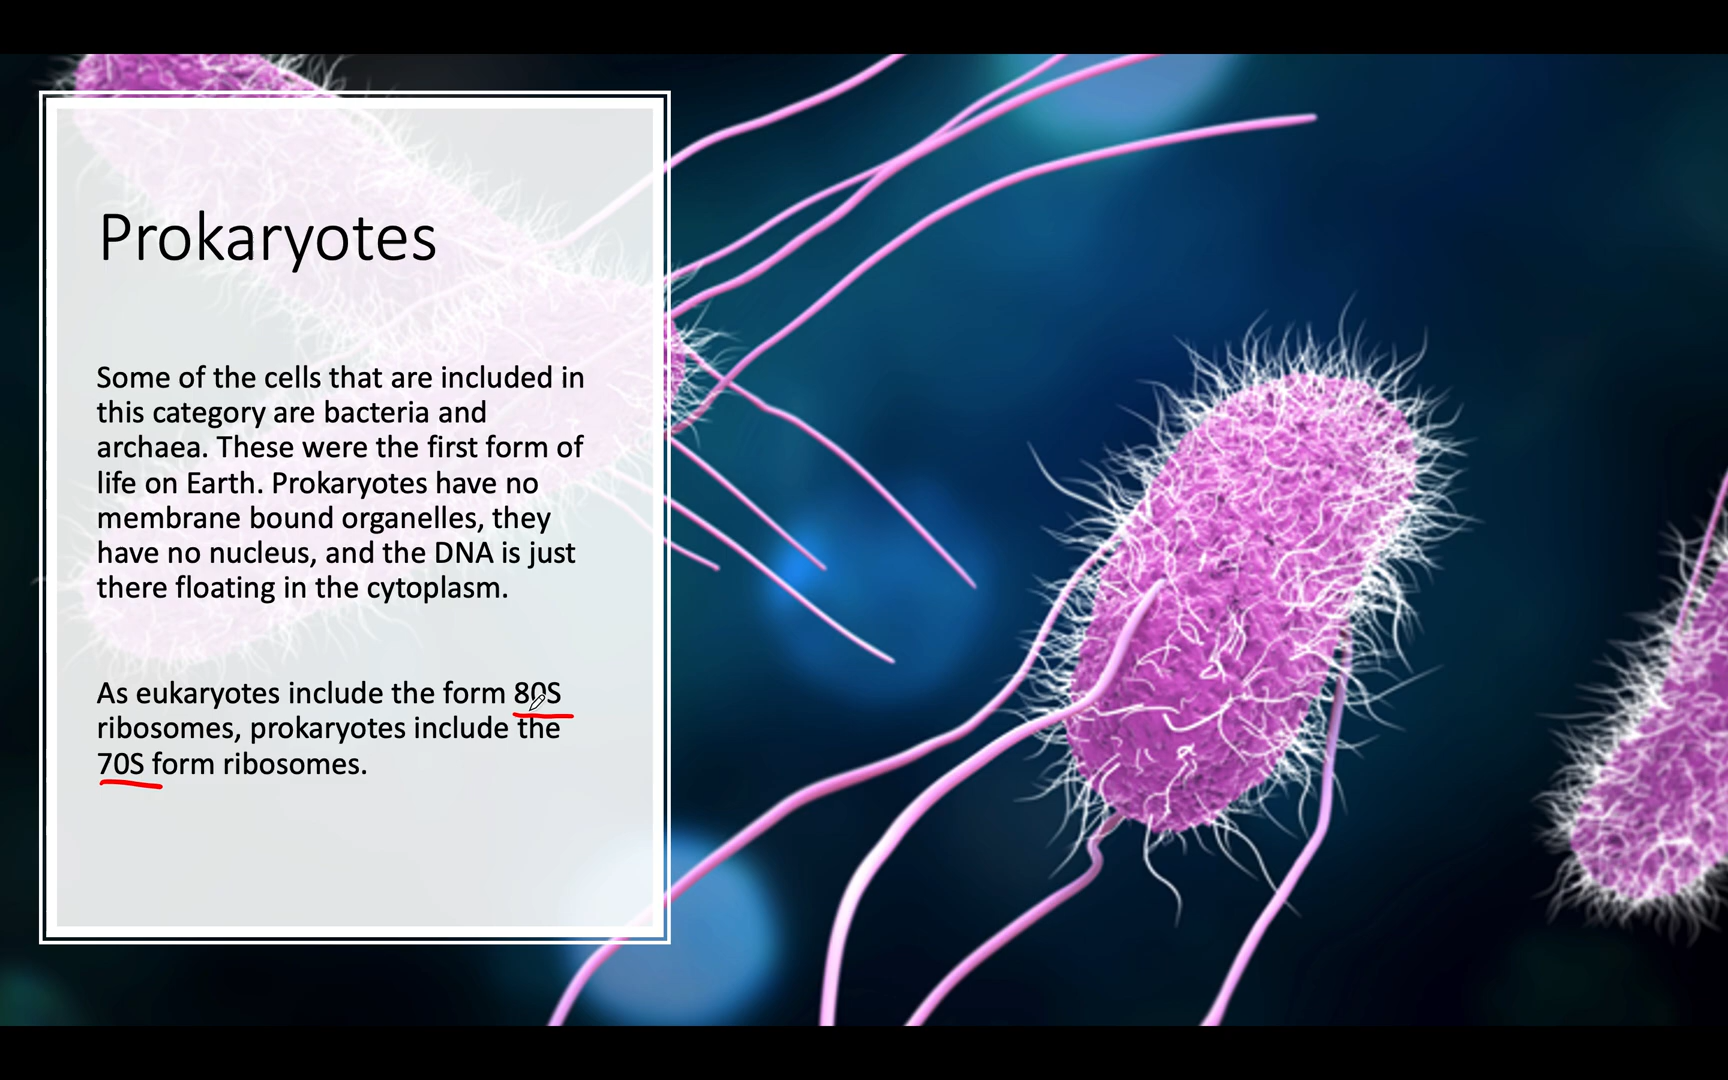 Prokaryotes
Some of the cells that are included in
this category are bacteria and
archaea. These were the first form of
life on Earth. Prokaryotes have no
membrane bound organelles, they
have no nucleus, and the DNA is just
there floating in the cytoplasm.
As eukaryotes include the form 80S
ribosomes, prokaryotes include the
70S form ribosomes.